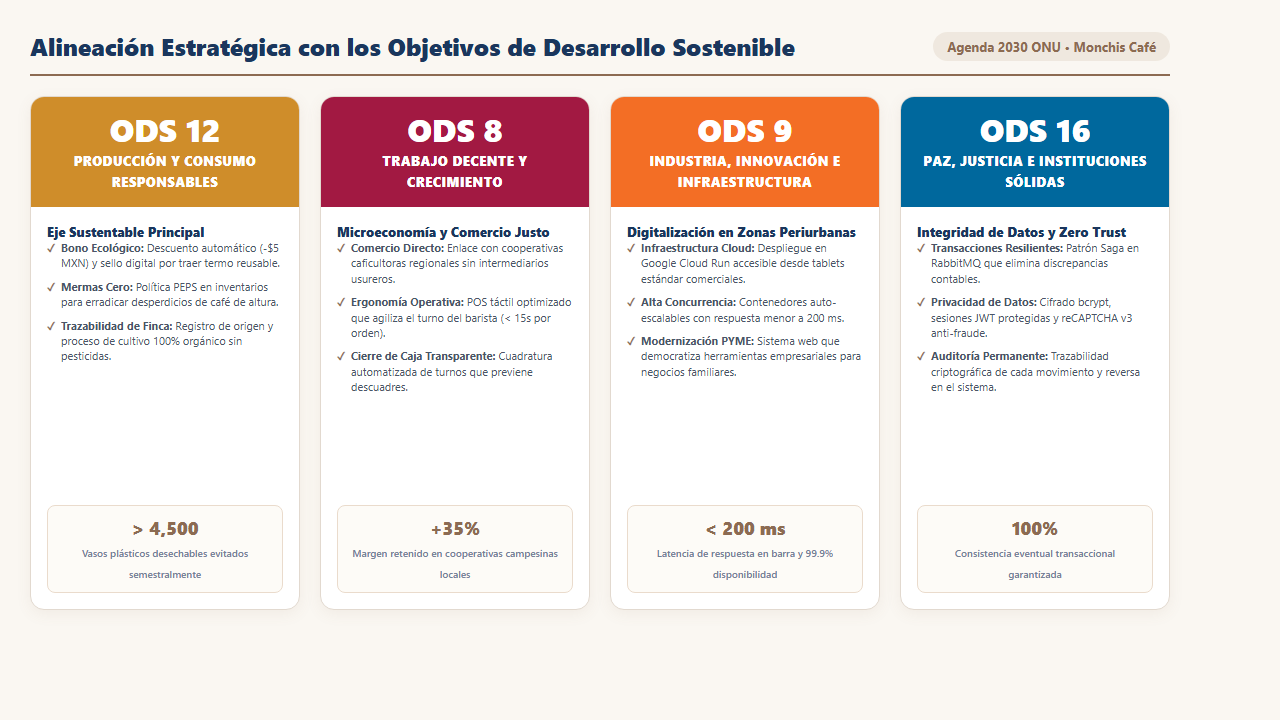 Alineación Estratégica con los Objetivos de Desarrollo Sostenible
Agenda 2030 ONU • Monchis Café
ODS 12
PRODUCCIÓN Y CONSUMO
RESPONSABLES
Eje Sustentable Principal
✓ Bono Ecológico: Descuento automático (-$5
MXN) y sello digital por traer termo reusable.
✓ Mermas Cero: Política PEPS en inventarios
para erradicar desperdicios de café de altura.
✓ Trazabilidad de Finca: Registro de origen y
proceso de cultivo 100% orgánico sin
pesticidas.
> 4,500
Vasos plásticos desechables evitados
semestralmente
ODS 8
TRABAJO DECENTE Y
CRECIMIENTO
Microeconomía y Comercio Justo
✓ Comercio Directo: Enlace con cooperativas
caficultoras regionales sin intermediarios
usureros.
✓ Ergonomía Operativa: POS táctil optimizado
que agiliza el turno del barista (< 15s por
orden).
✓ Cierre de Caja Transparente: Cuadratura
automatizada de turnos que previene
descuadres.
+35%
Margen retenido en cooperativas campesinas
locales
ODS 9
INDUSTRIA, INNOVACIÓN E
INFRAESTRUCTURA
Digitalización en Zonas Periurbanas
✓ Infraestructura Cloud: Despliegue en
Google Cloud Run accesible desde tablets
estándar comerciales.
✓ Alta Concurrencia: Contenedores auto-
escalables con respuesta menor a 200 ms.
✓ Modernización PYME: Sistema web que
democratiza herramientas empresariales para
negocios familiares.
< 200 ms
Latencia de respuesta en barra y 99.9%
disponibilidad
ODS 16
PAZ, JUSTICIA E INSTITUCIONES
SÓLIDAS
Integridad de Datos y Zero Trust
✓ Transacciones Resilientes: Patrón Saga en
RabbitMQ que elimina discrepancias
contables.
✓ Privacidad de Datos: Cifrado bcrypt,
sesiones JWT protegidas y reCAPTCHA v3
anti-fraude.
✓ Auditoría Permanente: Trazabilidad
criptográfica de cada movimiento y reversa
en el sistema.
100%
Consistencia eventual transaccional
garantizada